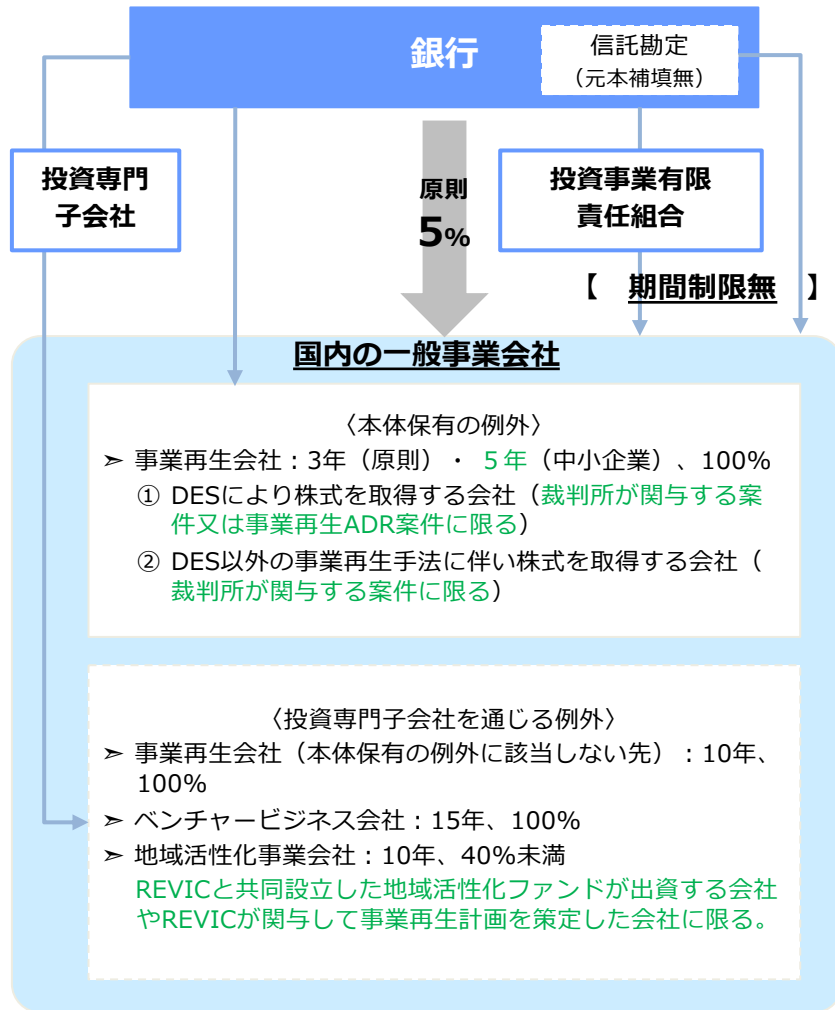 銀行
信託勘定
（元本補填無）
投資専門
子会社
原則
5%
投資事業有限
責任組合
【　期間制限無　】
国内の一般事業会社
〈本体保有の例外〉
➣ 事業再生会社：3年（原則）・ ５年（中小企業）、100%
① DESにより株式を取得する会社（裁判所が関与する案
件又は事業再生ADR案件に限る）
② DES以外の事業再生手法に伴い株式を取得する会社（
裁判所が関与する案件に限る）
〈投資専門子会社を通じる例外〉
➣ 事業再生会社（本体保有の例外に該当しない先）：10年、
100%
➣ ベンチャービジネス会社：15年、100%
➣ 地域活性化事業会社：10年、40%未満
REVICと共同設立した地域活性化ファンドが出資する会社
やREVICが関与して事業再生計画を策定した会社に限る。